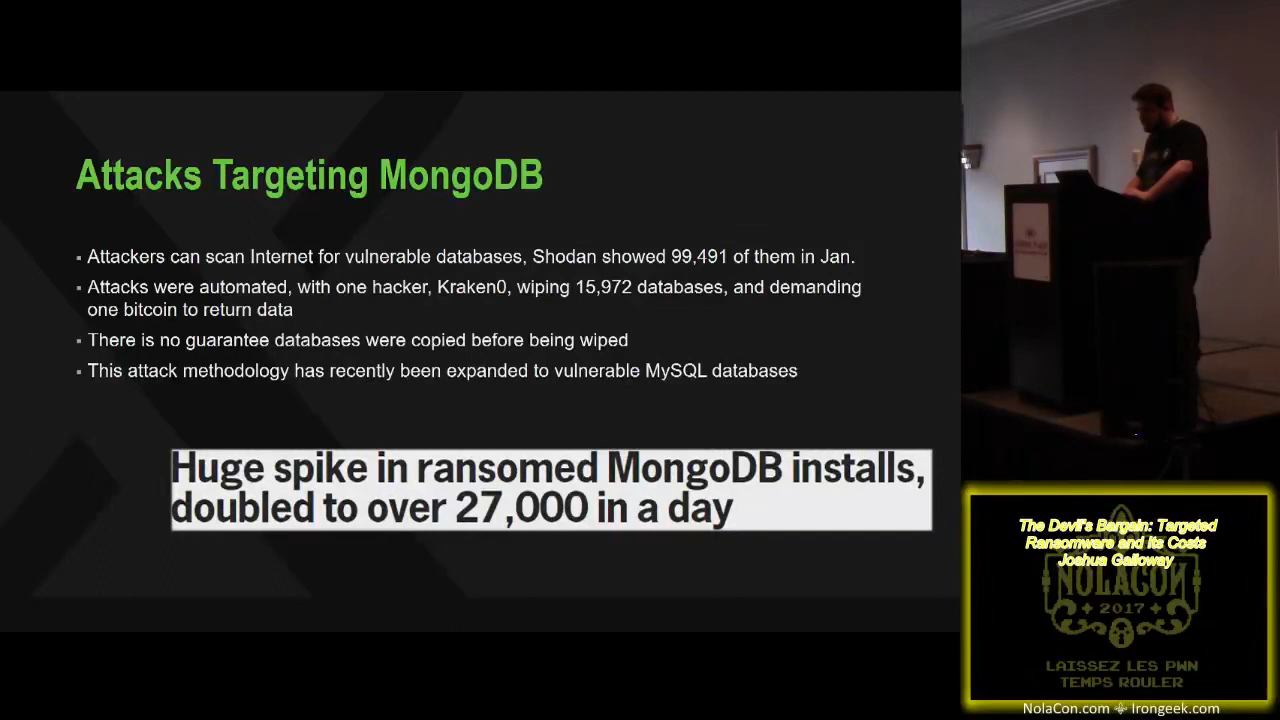 Attacks Targeting MongoDB
▪ Attackers can scan Internet for vulnerable databases, Shodan showed 99,491 of them in Jan.
▪ Attacks were automated, with one hacker, Kraken0, wiping 15,972 databases, and demanding
one bitcoin to return data
▪ There is no guarantee databases were copied before being wiped
▪ This attack methodology has recently been expanded to vulnerable MySQL databases
Huge spike in ransomed MongoDB installs,
doubled to over 27,000 in a day
The Devil's Bargain: Targeted
Ransomware and its Costs
Joshua Galloway
NOLACON
2017
LAISSEZ LES PWN
TEMPS ROULER
NolaCon.com ⚜ Irongeek.com